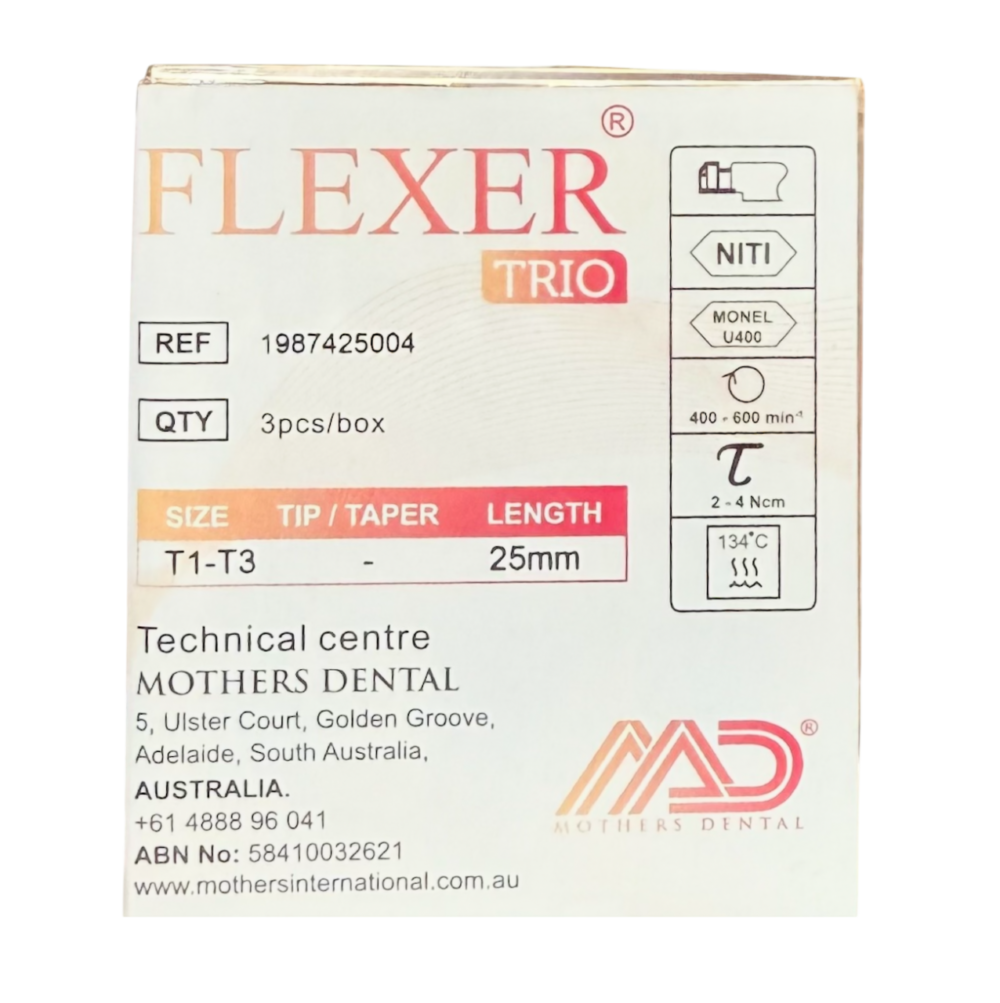 FLEXER®
TRIO
REF 1987425004
QTY 3pcs/box
SIZE TIP / TAPER LENGTH
T1-T3 - 25mm
Technical centre
MOTHERS DENTAL
5, Ulster Court, Golden Groove,
Adelaide, South Australia,
AUSTRALIA.
+61 4888 96 041
ABN No: 58410032621
www.mothersinternational.com.au
NITI
MONEL
U400
400 - 600 min⁻¹
τ
2 - 4 Ncm
134°C
MD®
MOTHERS DENTAL